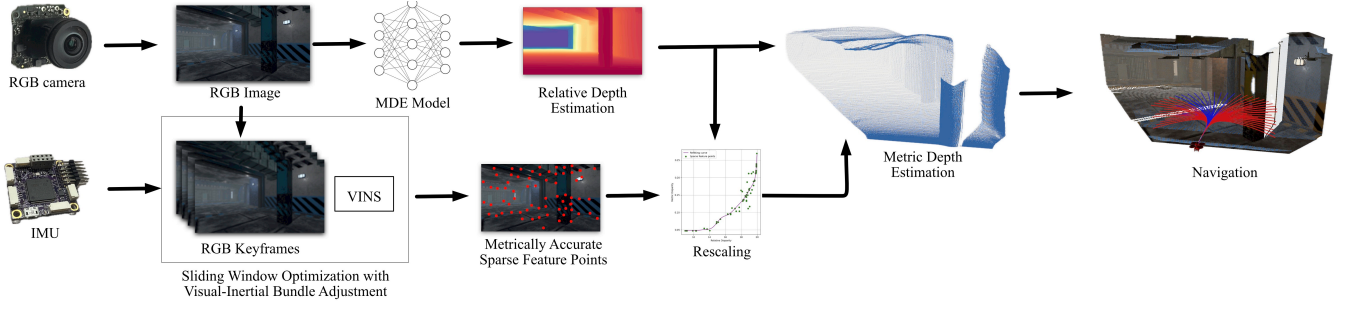 RGB camera
RGB Image
MDE Model
Relative Depth
Estimation
Metric Depth
Estimation
Navigation
IMU
VINS
RGB Keyframes
Sliding Window Optimization with
Visual-Inertial Bundle Adjustment
Metrically Accurate
Sparse Feature Points
Rescaling